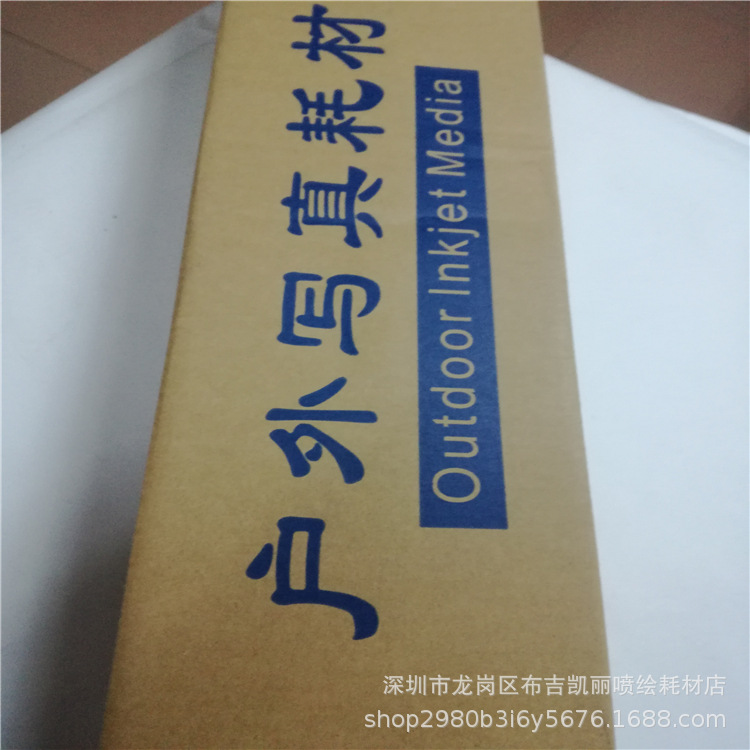 户外写真耗材
Outdoor Inkjet Media
深圳市龙岗区布吉凯丽喷绘耗材店
shop2980b3i6y5676.1688.com